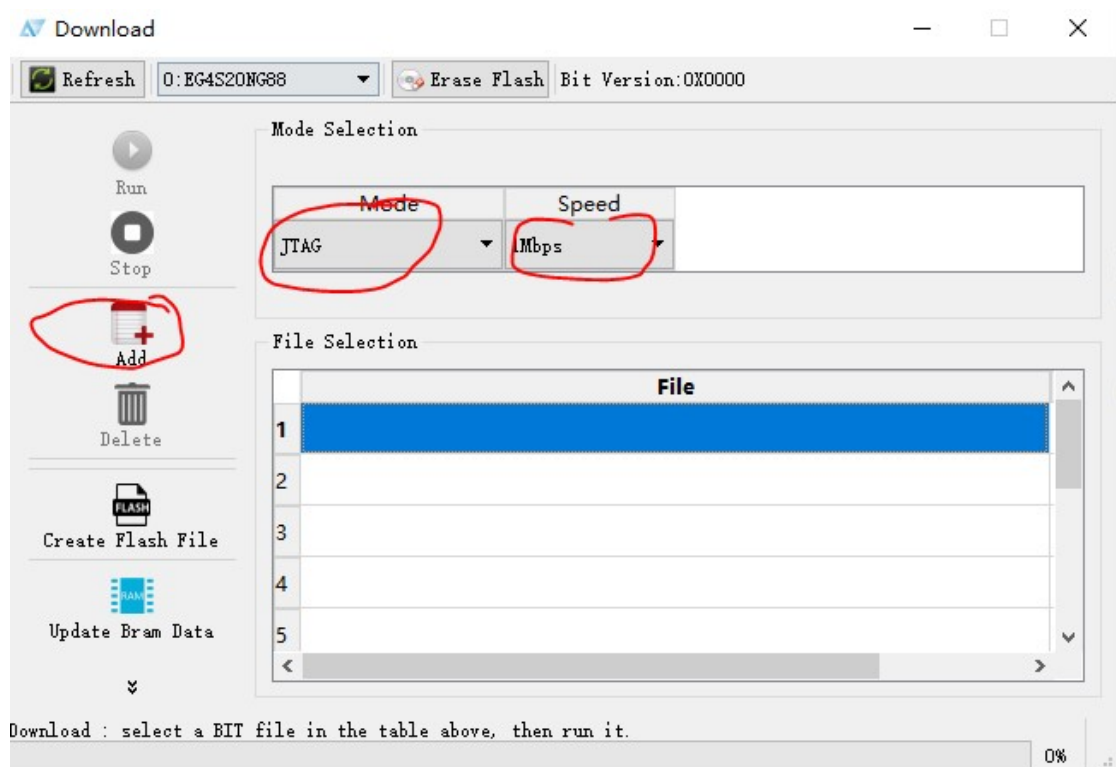 Download
Refresh 0:EG4S20NG88 Erase Flash Bit Version:0X0000
Run
Stop
Add
Delete
Create Flash File
Update Bram Data
Mode Selection
Mode Speed
JTAG Mbps
File Selection
File
1
2
3
4
5
Download : select a BIT file in the table above, then run it.
0%